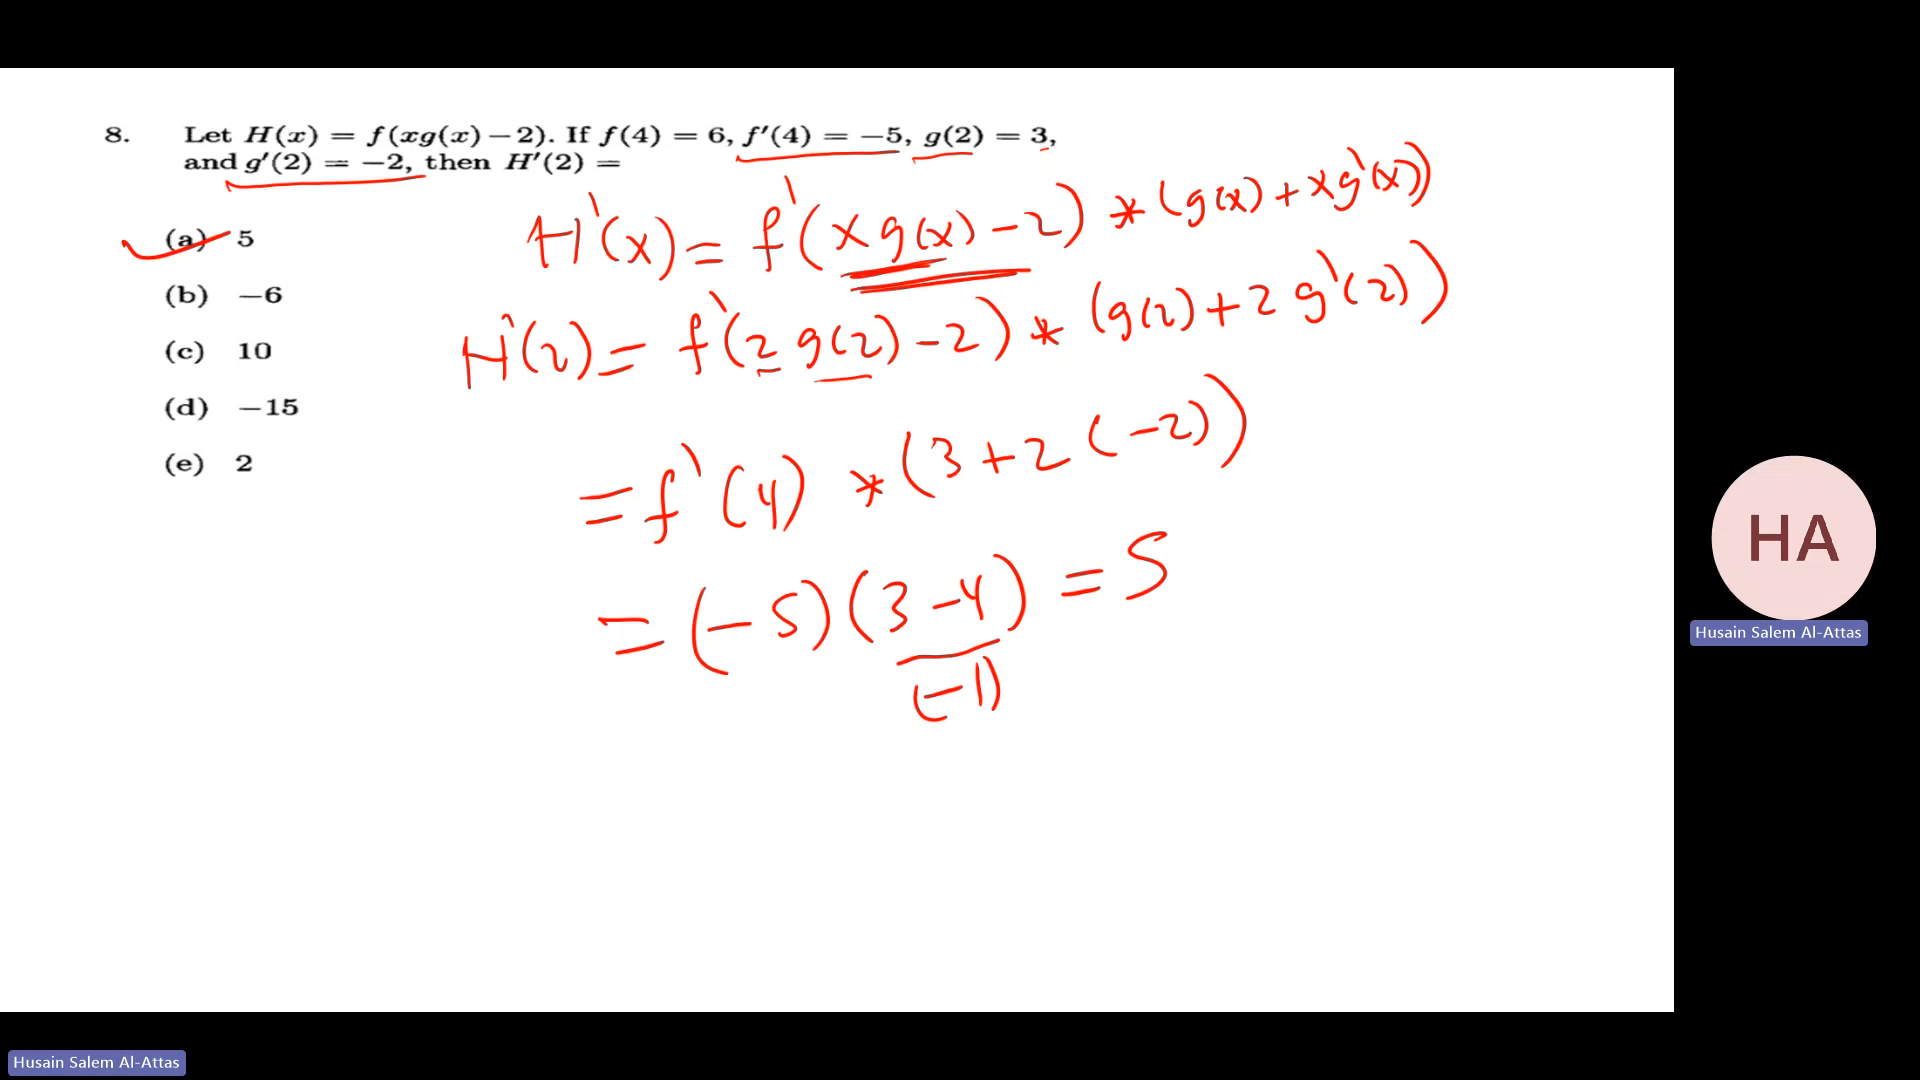 8. Let H(x) = f(xg(x) − 2). If f(4) = 6, f′(4) = −5, g(2) = 3,
and g′(2) = −2, then H′(2) =
(a) 5
(b) −6
(c) 10
(d) −15
(e) 2
H'(x) = f'(xg(x) − 2) * (g(x) + xg'(x))
H'(2) = f'(2 g(2) − 2) * (g(2) + 2 g'(2))
= f'(4) * (3 + 2(−2))
= (−5)(3 − 4) = 5
(−1)
HA
Husain Salem Al-Attas
Husain Salem Al-Attas